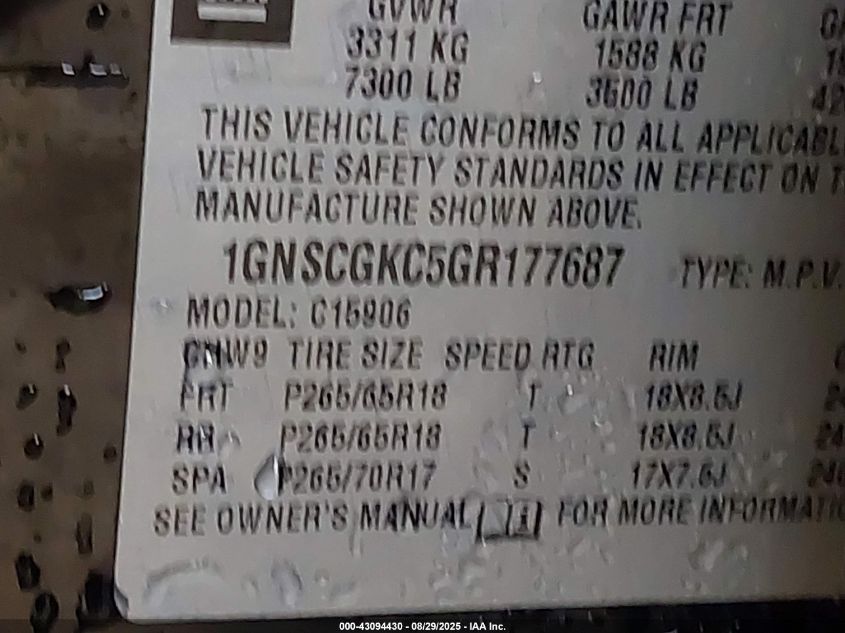 GVWR GAWR FRT
3311 KG 1588 KG
7300 LB 3500 LB
THIS VEHICLE CONFORMS TO ALL APPLICABL
VEHICLE SAFETY STANDARDS IN EFFECT ON T
MANUFACTURE SHOWN ABOVE.
1GNSCGKC5GR177687 TYPE: M.P.V.
MODEL: C15906
TIRE SIZE SPEED RTG RIM
FRT P265/65R18 T 18X8.5J
RR P265/65R18 T 18X8.5J
SPA P265/70R17 S 17X7.5J
SEE OWNER'S MANUAL FOR MORE INFORMATIO
000-43094430 - 08/29/2025 - IAA Inc.